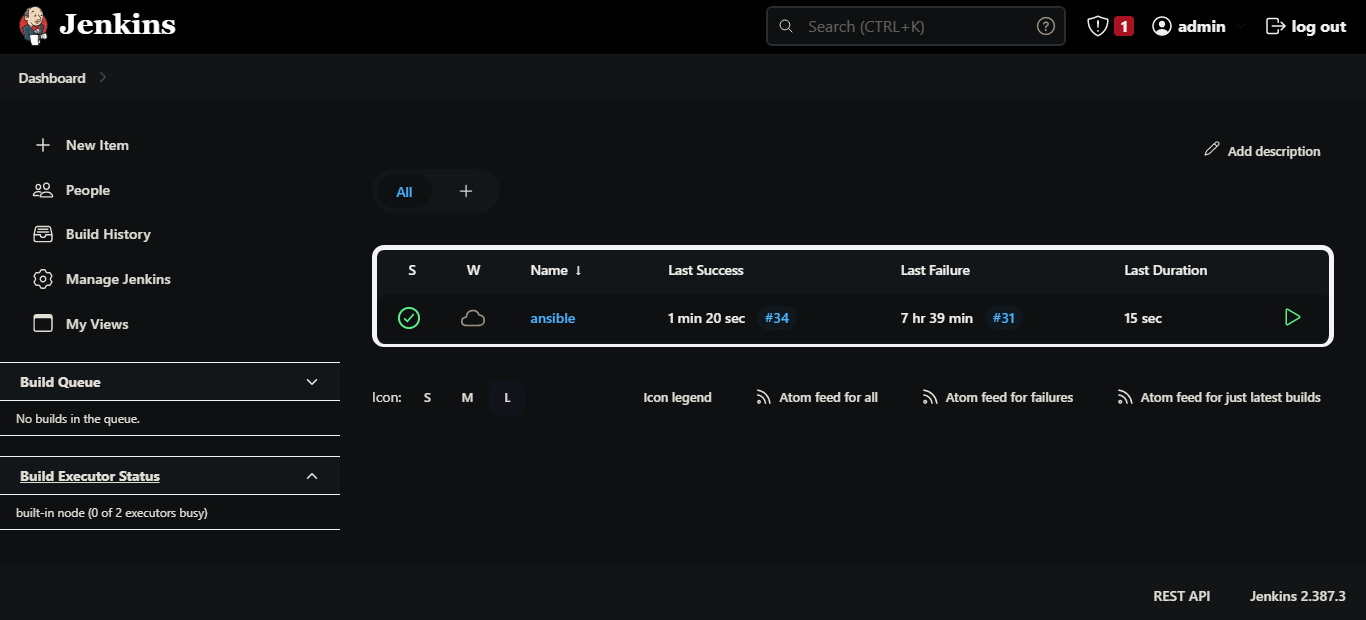 Jenkins
Search (CTRL+K)
?
1
admin
log out
Dashboard
New Item
People
Build History
Manage Jenkins
My Views
Build Queue
No builds in the queue.
Build Executor Status
built-in node (0 of 2 executors busy)
Add description
All +
S W Name ↓ Last Success Last Failure Last Duration
ansible 1 min 20 sec #34 7 hr 39 min #31 15 sec
Icon: S M L
Icon legend
Atom feed for all
Atom feed for failures
Atom feed for just latest builds
REST API
Jenkins 2.387.3